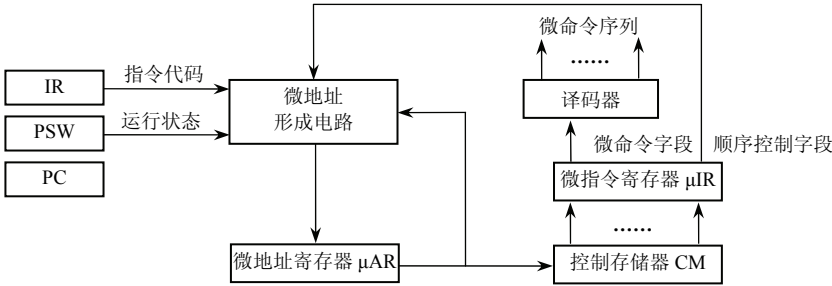 微命令序列
······
IR
指令代码
微地址
形成电路
译码器
PSW
运行状态
微命令字段
顺序控制字段
PC
微指令寄存器 μIR
······
微地址寄存器 μAR
控制存储器 CM